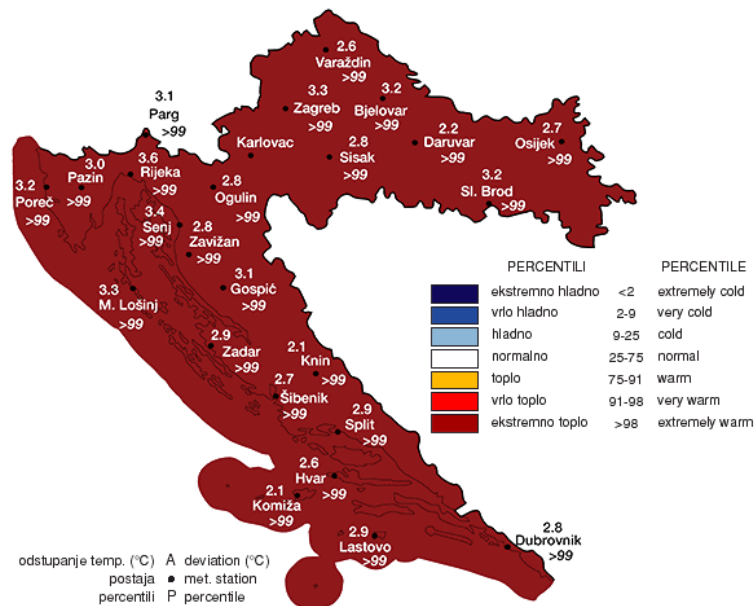 2.6
Varaždin
>99
3.3
Zagreb
>99
3.2
Bjelovar
>99
3.1
Parg
>99
Karlovac
2.8
Sisak
>99
2.2
Daruvar
>99
2.7
Osijek
>99
3.2
Sl. Brod
>99
3.2
Poreč
>99
3.0
Pazin
>99
3.6
Rijeka
>99
2.8
Ogulin
>99
3.4
Senj
>99
2.8
Zavižan
>99
3.1
Gospić
>99
3.3
M. Lošinj
>99
2.9
Zadar
>99
2.1
Knin
>99
2.7
Šibenik
>99
2.9
Split
>99
2.6
Hvar
>99
2.1
Komiža
>99
2.9
Lastovo
>99
2.8
Dubrovnik
>99
PERCENTILI PERCENTILE
ekstremno hladno <2 extremely cold
vrlo hladno 2-9 very cold
hladno 9-25 cold
normalno 25-75 normal
toplo 75-91 warm
vrlo toplo 91-98 very warm
ekstremno toplo >98 extremely warm
odstupanje temp. (°C) A deviation (°C)
postaja ● met. station
percentili P percentile